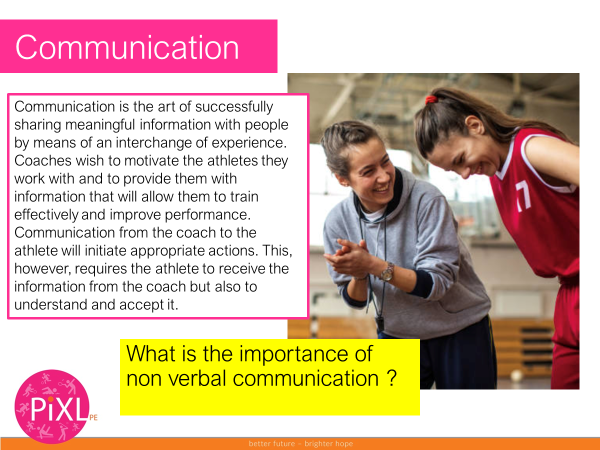 Communication
Communication is the art of successfully
sharing meaningful information with people
by means of an interchange of experience.
Coaches wish to motivate the athletes they
work with and to provide them with
information that will allow them to train
effectively and improve performance.
Communication from the coach to the
athlete will initiate appropriate actions. This,
however, requires the athlete to receive the
information from the coach but also to
understand and accept it.
What is the importance of
non verbal communication ?
PiXL
PE
better future – brighter hope